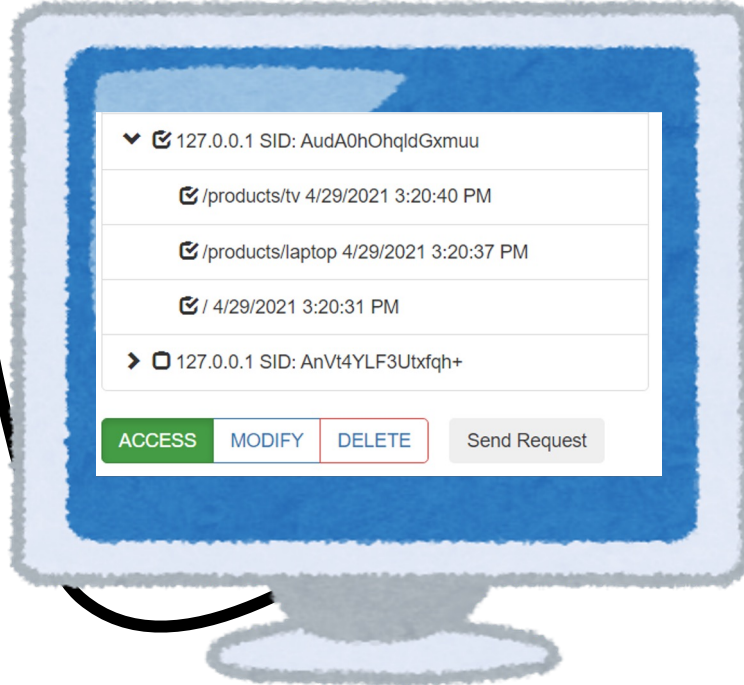 127.0.0.1 SID: AudA0hOhqldGxmuu
/products/tv 4/29/2021 3:20:40 PM
/products/laptop 4/29/2021 3:20:37 PM
/ 4/29/2021 3:20:31 PM
127.0.0.1 SID: AnVt4YLF3Utxfqh+
ACCESS MODIFY DELETE Send Request